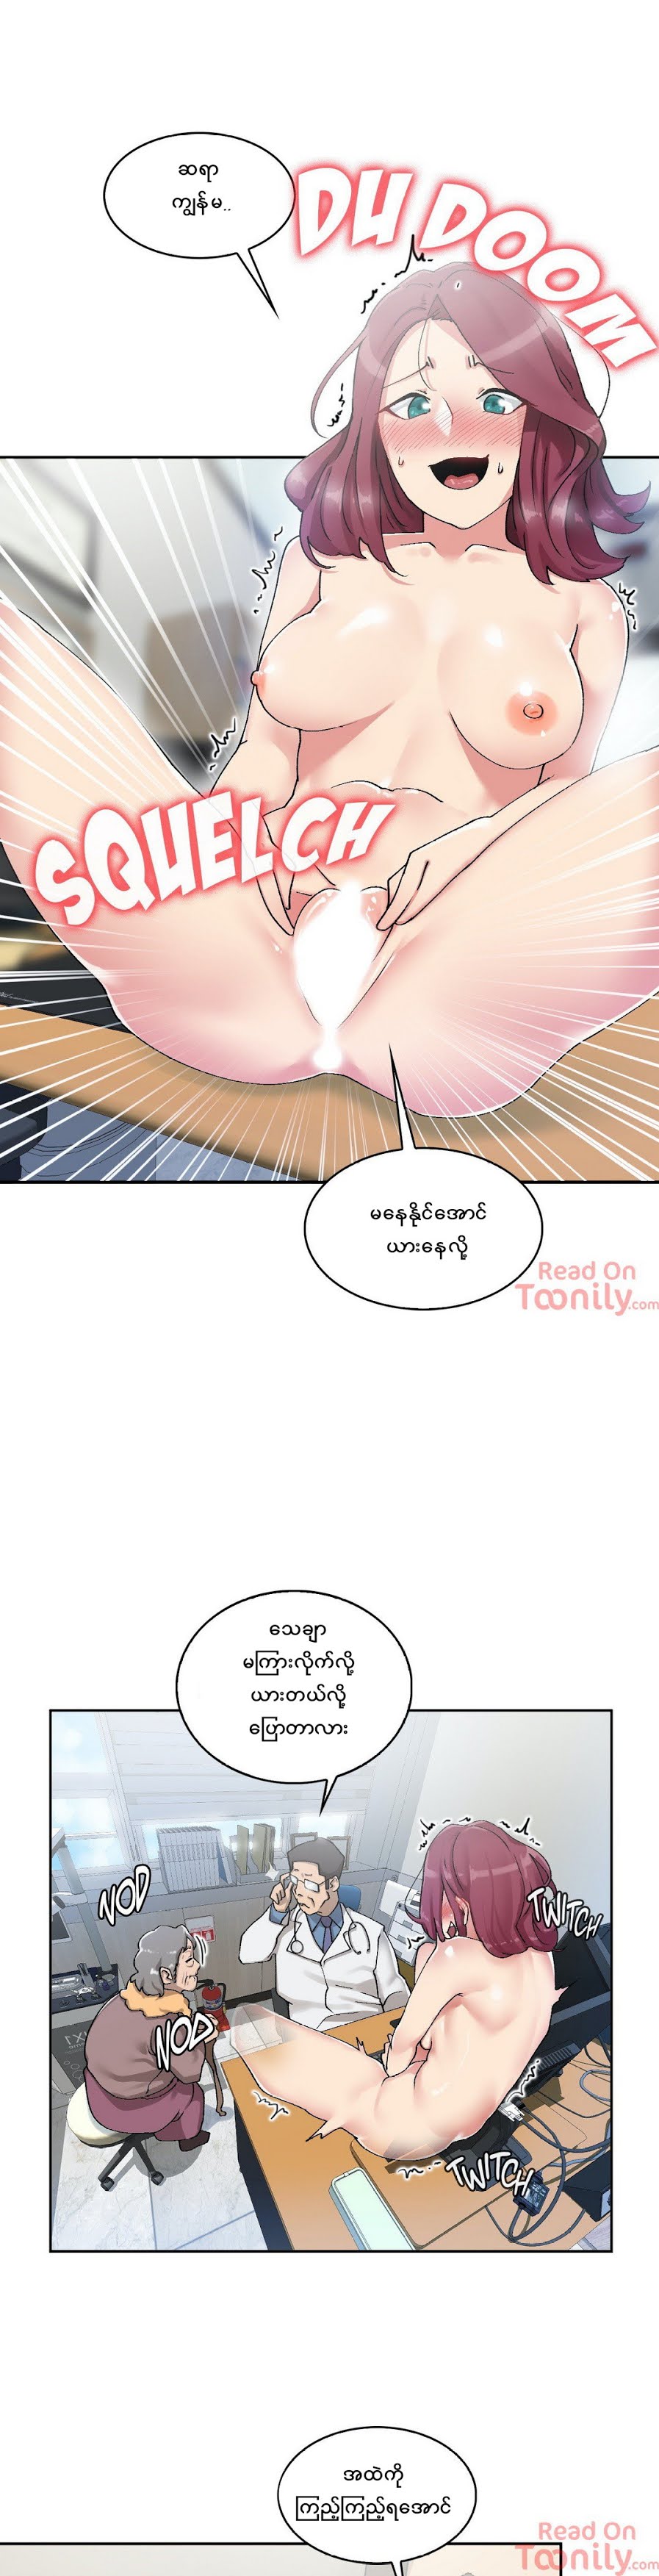 ဆရာ
ကျွန်မ..
DU DOOM
SQUELCH
မနေနိုင်အောင်
ယားနေလို့
Read On
Toonily.com
သေချာ
မကြားလိုက်လို့
ယားတယ်လို့
ပြောတာလား
NOD
TWITCH
NOD
TWITCH
အထဲကို
ကြည့်ကြည့်ရအောင်
Read On
Toonily.com